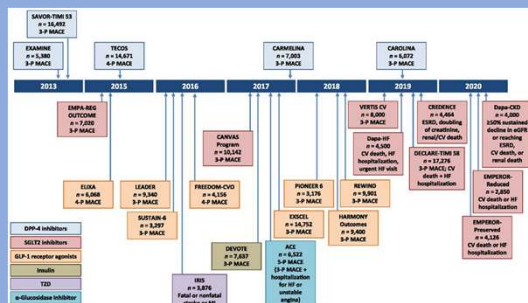 SAVOR-TIMI 53
n = 16,492
3-P MACE
EXAMINE
n = 5,380
3-P MACE
TECOS
n = 14,671
4-P MACE
CARMELINA
n = 7,003
3-P MACE
CAROLINA
n = 6,072
3-P MACE
2013
2015
2016
2017
2018
2019
2020
EMPA-REG
OUTCOME
n = 7,020
3-P MACE
CANVAS
Program
n = 10,142
3-P MACE
VERTIS CV
n = 8,000
3-P MACE
Dapa-HF
n = 4,500
CV death, HF
hospitalization,
urgent HF visit
CREDENCE
n = 4,464
ESRD, doubling
of creatinine,
renal/CV death
DECLARE-TIMI 58
n = 17,276
3-P MACE; CV
death + HF
hospitalization
Dapa-CKD
n = 4,000
≥50% sustained
decline in eGFR
or reaching
ESRD,
CV death,
or renal death
EMPEROR-
Reduced
n = 2,850
CV death or HF
hospitalization
EMPEROR-
Preserved
n = 4,126
CV death or HF
hospitalization
ELIXA
n = 6,068
4-P MACE
LEADER
n = 9,340
3-P MACE
SUSTAIN-6
n = 3,297
3-P MACE
FREEDOM-CVO
n = 4,156
4-P MACE
EXSCEL
n = 14,752
3-P MACE
PIONEER 6
n = 3,176
3-P MACE
HARMONY
Outcomes
n = 9,400
3-P MACE
REWIND
n = 9,901
3-P MACE
DEVOTE
n = 7,637
3-P MACE
IRIS
n = 3,876
Fatal or nonfatal
ACE
n = 6,522
5-P MACE
(3-P MACE +
hospitalization
for HF or
unstable
angina)
DPP-4 inhibitors
SGLT2 inhibitors
GLP-1 receptor agonists
Insulin
TZD
α-Glucosidase inhibitor